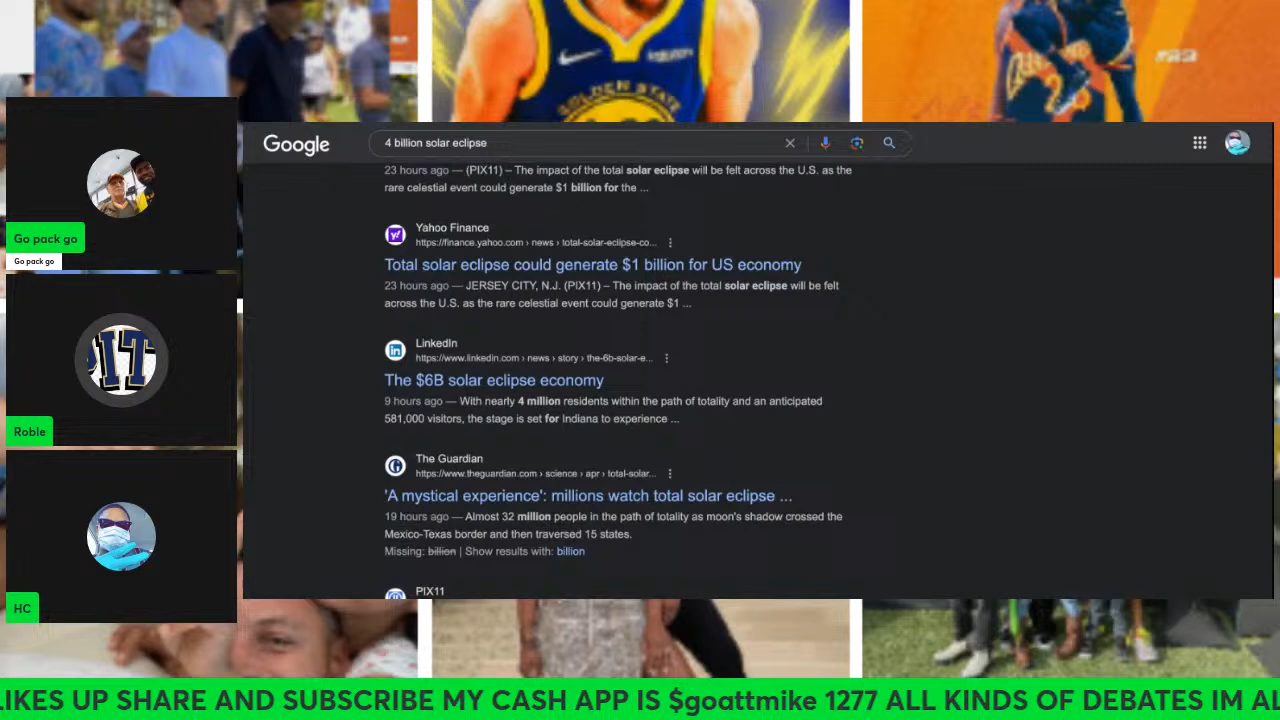 GOLDEN STATE
#23
Google
4 billion solar eclipse
23 hours ago — (PIX11) – The impact of the total solar eclipse will be felt across the U.S. as the
rare celestial event could generate $1 billion for the ...
Go pack go
Go pack go
Yahoo Finance
https://finance.yahoo.com › news › total-solar-eclipse-co...
Total solar eclipse could generate $1 billion for US economy
23 hours ago — JERSEY CITY, N.J. (PIX11) – The impact of the total solar eclipse will be felt
across the U.S. as the rare celestial event could generate $1 ...
LinkedIn
https://www.linkedin.com › news › story › the-6b-solar-e...
The $6B solar eclipse economy
9 hours ago — With nearly 4 million residents within the path of totality and an anticipated
581,000 visitors, the stage is set for Indiana to experience ...
PIT
Roble
The Guardian
https://www.theguardian.com › science › apr › total-solar...
'A mystical experience': millions watch total solar eclipse ...
19 hours ago — Almost 32 million people in the path of totality as moon's shadow crossed the
Mexico-Texas border and then traversed 15 states.
Missing: billion | Show results with: billion
PIX11
HC
LIKES UP SHARE AND SUBSCRIBE MY CASH APP IS $goattmike 1277 ALL KINDS OF DEBATES IM AL